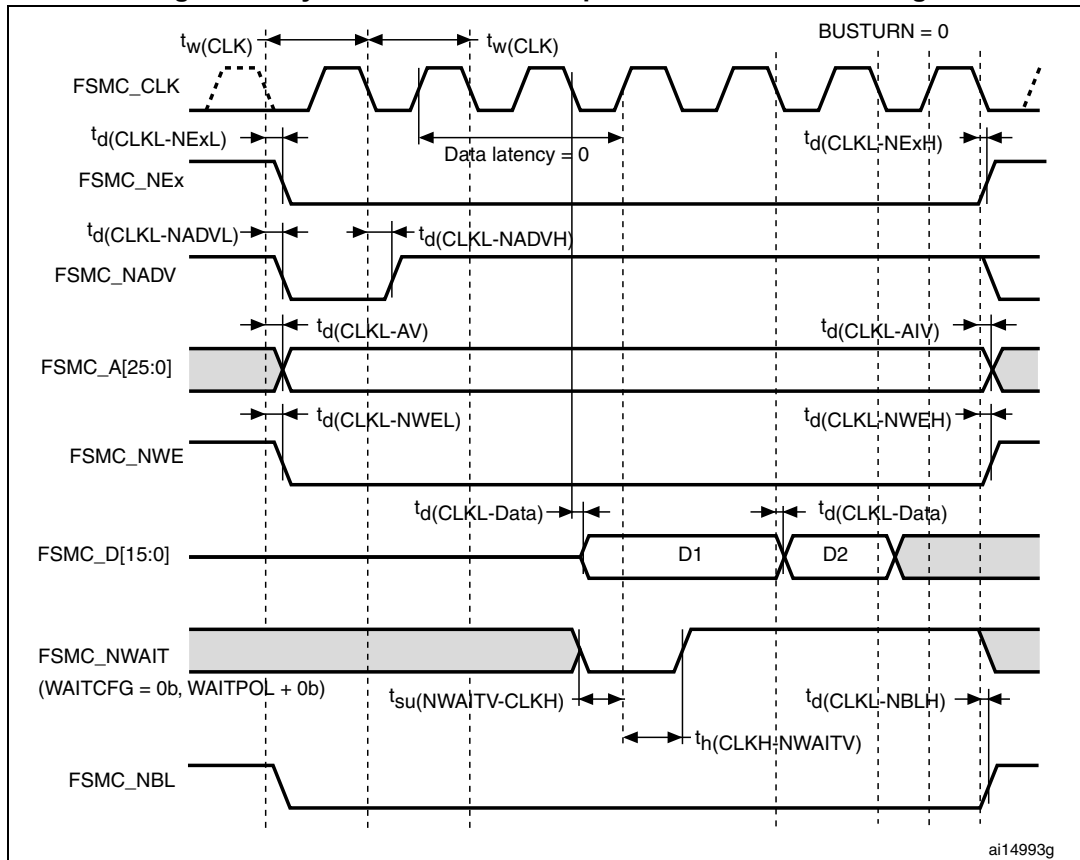 tw(CLK)
tw(CLK)
BUSTURN = 0
FSMC_CLK
Data latency = 0
td(CLKL-NExL)
td(CLKL-NExH)
FSMC_NEx
td(CLKL-NADVL)
td(CLKL-NADVH)
FSMC_NADV
td(CLKL-AV)
td(CLKL-AIV)
FSMC_A[25:0]
td(CLKL-NWEL)
td(CLKL-NWEH)
FSMC_NWE
td(CLKL-Data)
td(CLKL-Data)
FSMC_D[15:0]
D1
D2
FSMC_NWAIT
(WAITCFG = 0b, WAITPOL + 0b)
tsu(NWAITV-CLKH)
td(CLKL-NBLH)
th(CLKH-NWAITV)
FSMC_NBL
ai14993g